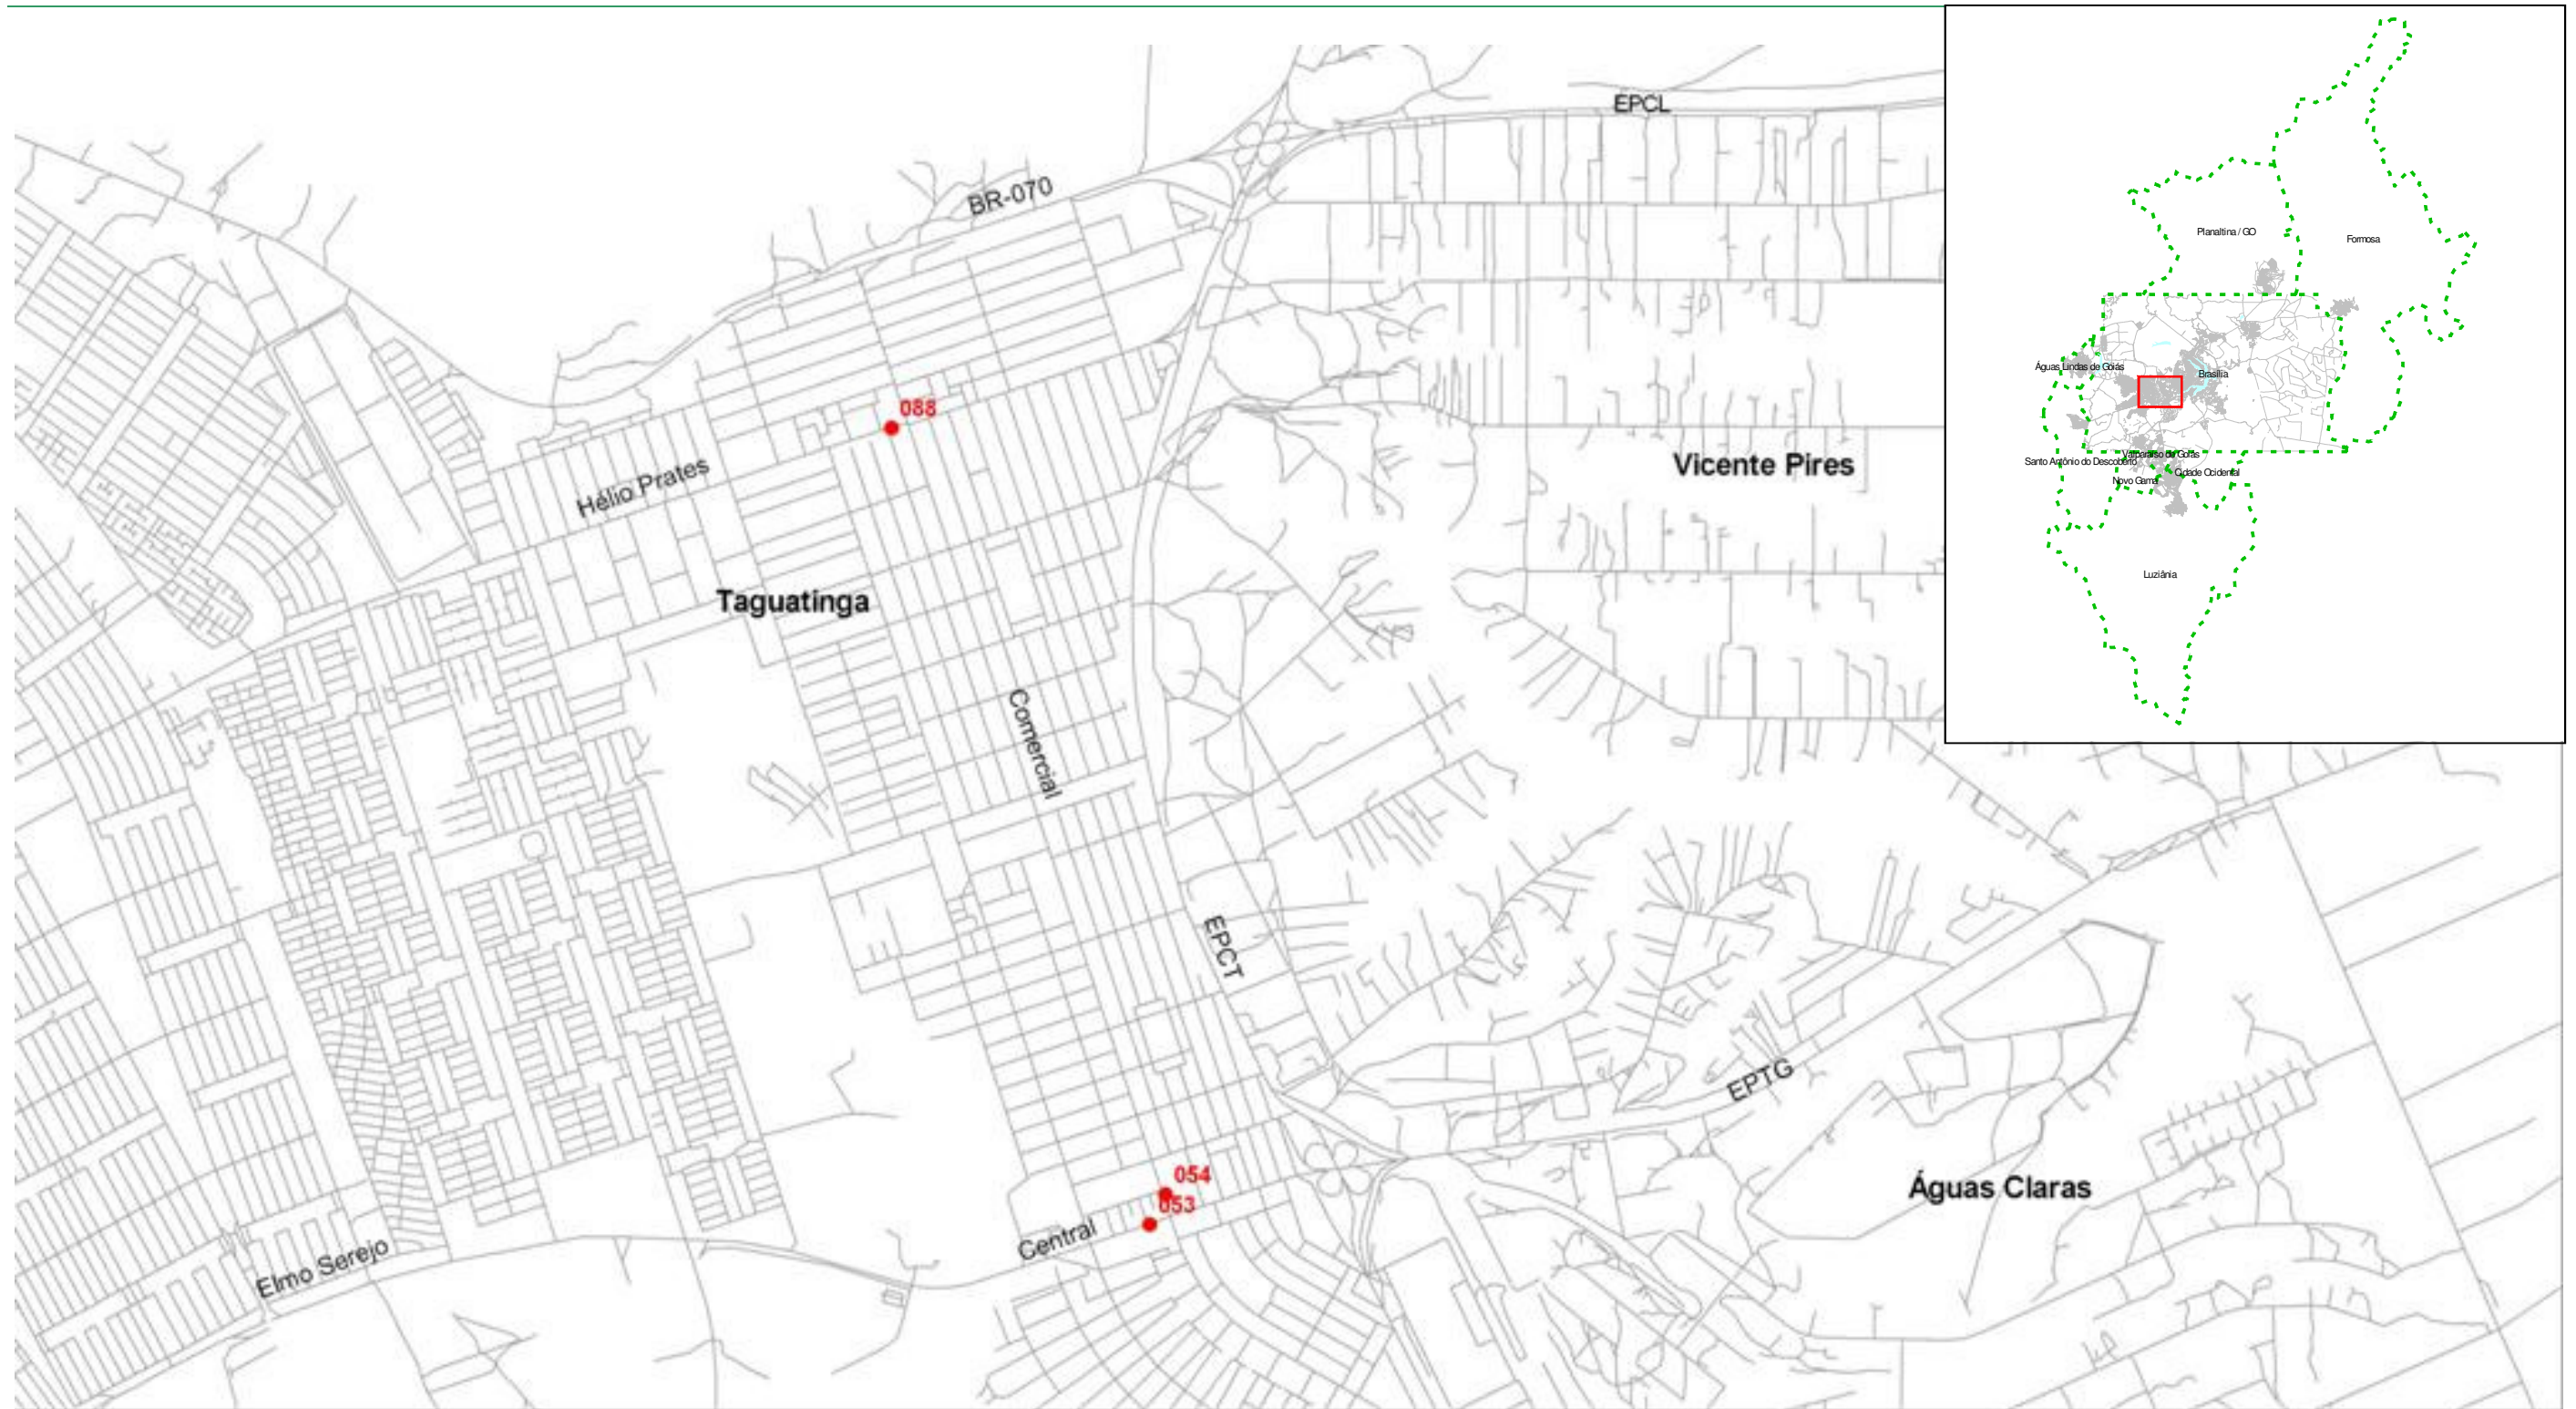 EPCL
BR-070
Planaltina / GO
Formosa
Águas Lindas de Goiás
Brasília
088
Hélio Prates
Vicente Pires
Valparaíso de Goiás
Santo Antônio do Descoberto
Cidade Ocidental
Novo Gama
Luziânia
Taguatinga
Comercial
EPCT
EPTG
054
053
Águas Claras
Central
Elmo Serejo